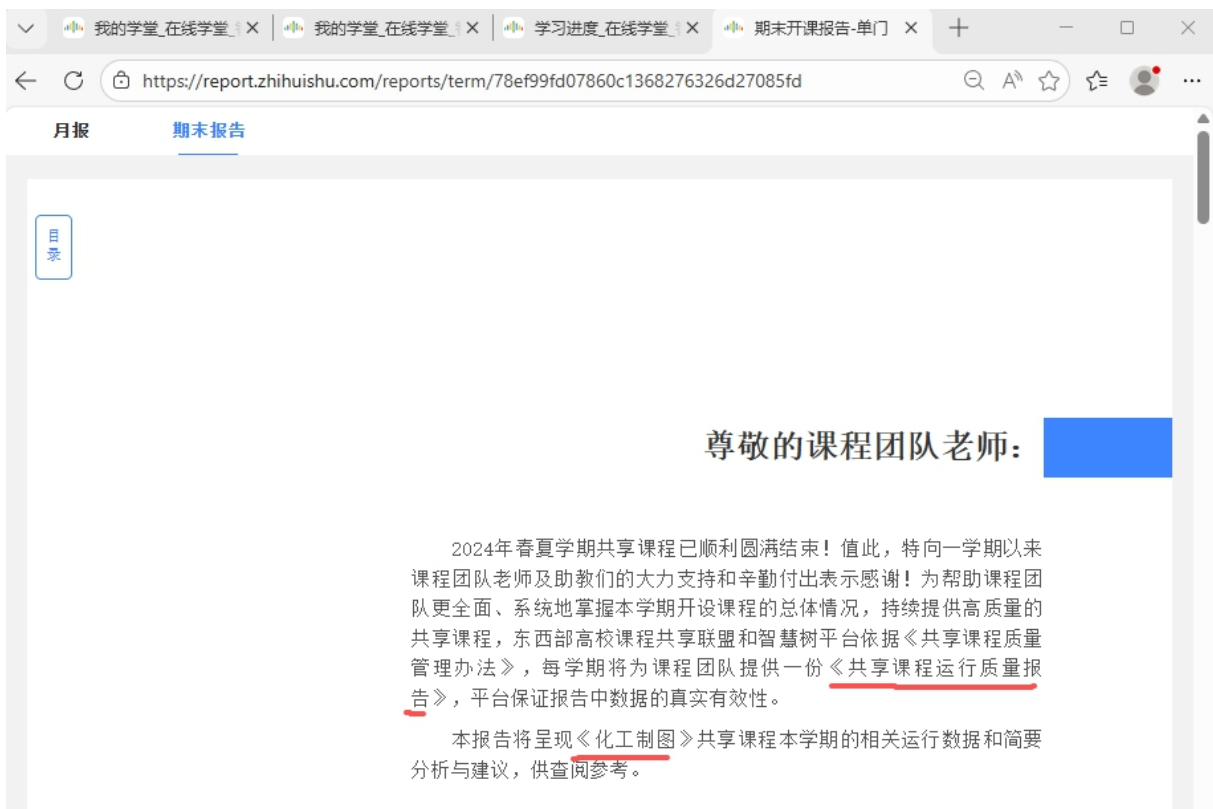 我的学堂_在线学堂_
我的学堂_在线学堂_
学习进度_在线学堂_
期末开课报告-单门
https://report.zhihuishu.com/reports/term/78ef99fd07860c1368276326d27085fd
月报
期末报告
目
录
尊敬的课程团队老师：
2024年春夏学期共享课程已顺利圆满结束！值此，特向一学期以来
课程团队老师及助教们的大力支持和辛勤付出表示感谢！为帮助课程团
队更全面、系统地掌握本学期开设课程的总体情况，持续提供高质量的
共享课程，东西部高校课程共享联盟和智慧树平台依据《共享课程质量
管理办法》，每学期将为课程团队提供一份《共享课程运行质量报
告》，平台保证报告中数据的真实有效性。
本报告将呈现《化工制图》共享课程本学期的相关运行数据和简要
分析与建议，供查阅参考。